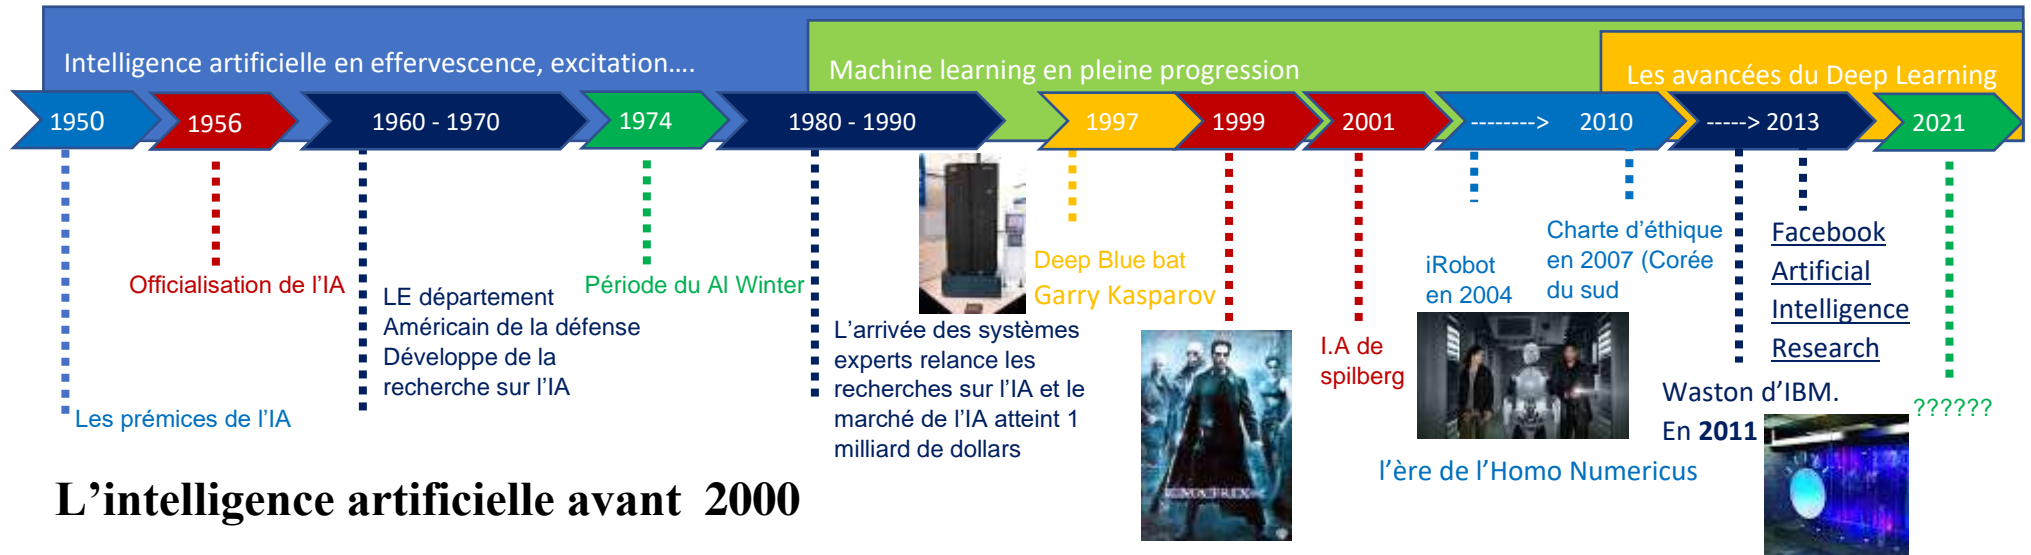 Intelligence artificielle en effervescence, excitation….
Machine learning en pleine progression
Les avancées du Deep Learning
1950
1956
1960 - 1970
1974
1980 - 1990
1997
1999
2001
--------> 2010
-----> 2013
2021
Les prémices de l’IA
Officialisation de l’IA
LE département
Américain de la défense
Développe de la
recherche sur l’IA
Période du AI Winter
L’arrivée des systèmes
experts relance les
recherches sur l’IA et le
marché de l’IA atteint 1
milliard de dollars
Deep Blue bat
Garry Kasparov
MATRIX
I.A de
spilberg
iRobot
en 2004
Charte d’éthique
en 2007 (Corée
du sud
l’ère de l’Homo Numericus
Waston d’IBM.
En 2011
Facebook
Artificial
Intelligence
Research
??????
L’intelligence artificielle avant 2000